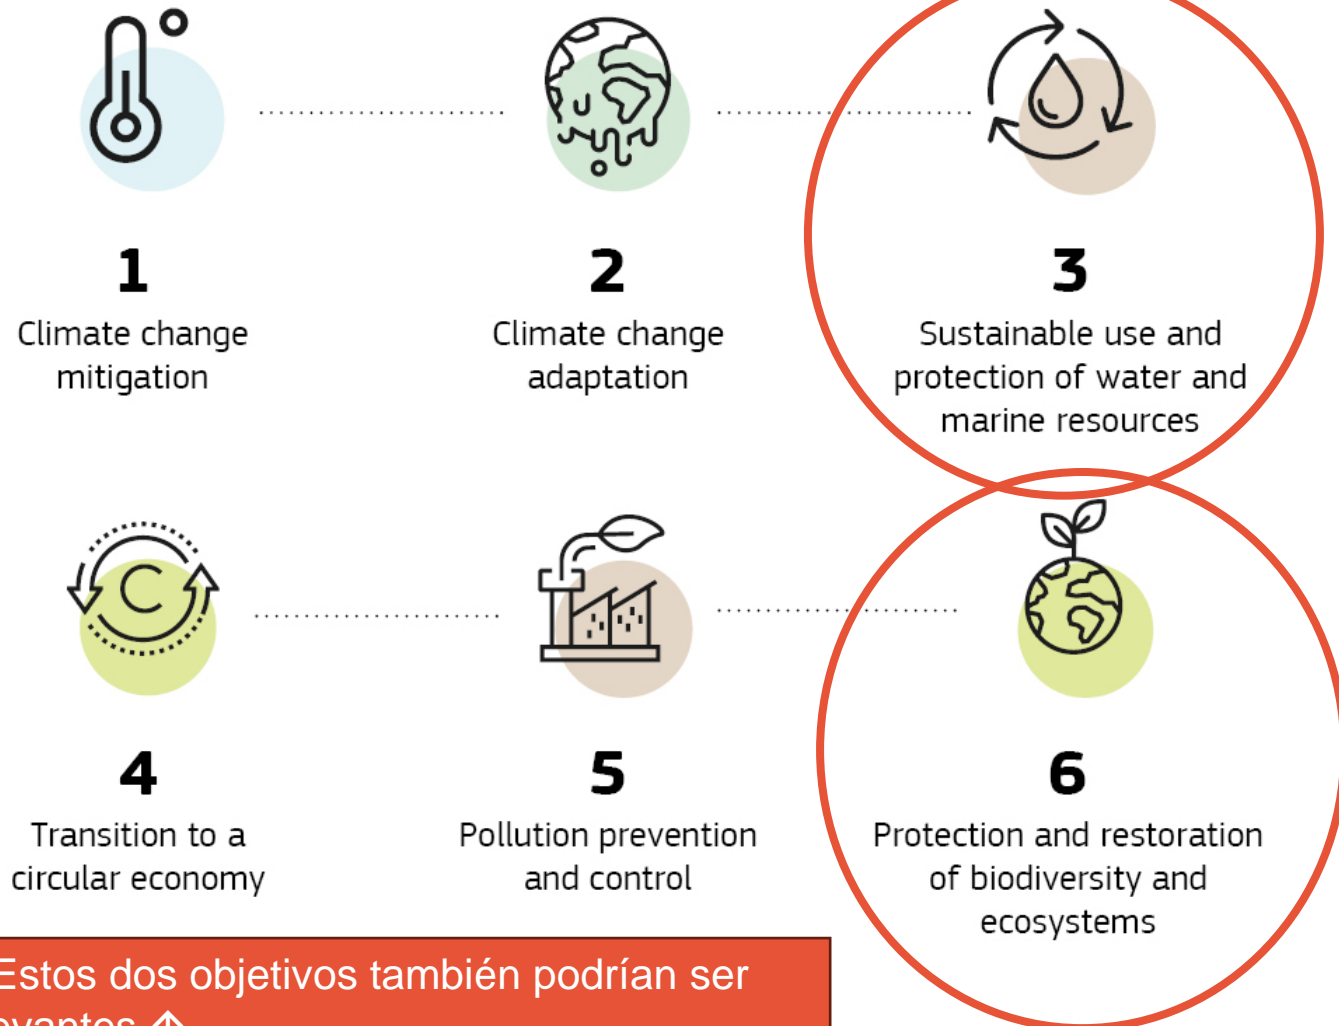 1
Climate change
mitigation
2
Climate change
adaptation
3
Sustainable use and
protection of water and
marine resources
4
Transition to a
circular economy
5
Pollution prevention
and control
6
Protection and restoration
of biodiversity and
ecosystems
Estos dos objetivos también podrían ser